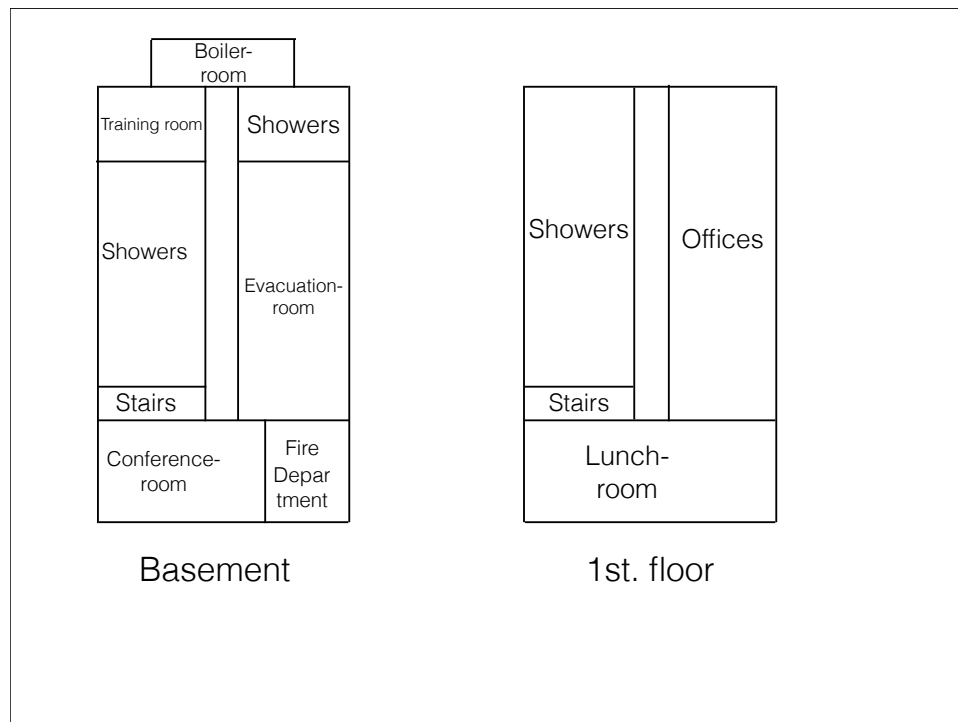 Boiler-
room
Training room
Showers
Showers
Evacuation-
room
Stairs
Conference-
room
Fire
Depar
tment
Basement
Showers
Offices
Stairs
Lunch-
room
1st. floor